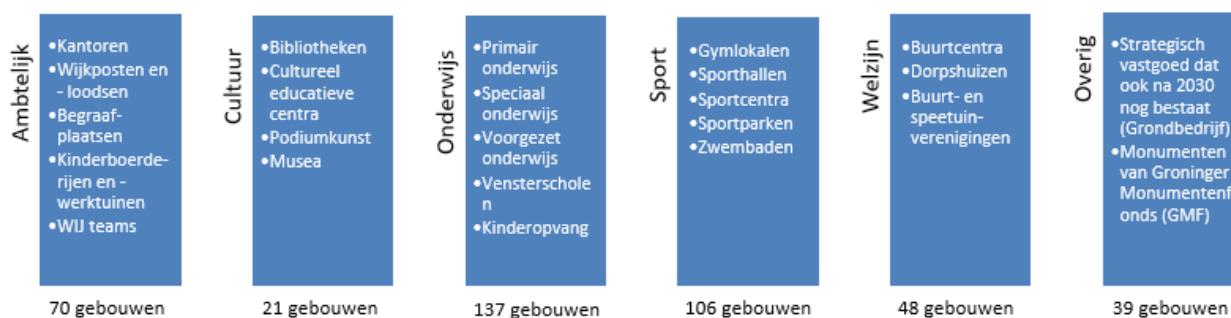 Ambtelijk
•Kantoren
•Wijkposten en
- loodsen
•Begraaf-
plaatsen
•Kinderboerde-
rijen en -
werktuinen
•WIJ teams
70 gebouwen
Cultuur
•Bibliotheken
•Cultureel
educatieve
centra
•Podiumkunst
•Musea
21 gebouwen
Onderwijs
•Primair
onderwijs
•Speciaal
onderwijs
•Voorgezet
onderwijs
•Vensterschole
n
•Kinderopvang
137 gebouwen
Sport
•Gymlokalen
•Sporthallen
•Sportcentra
•Sportparken
•Zwembaden
106 gebouwen
Welzijn
•Buurtcentra
•Dorpshuizen
•Buurt- en
speetuin-
verenigingen
48 gebouwen
Overig
•Strategisch
vastgoed dat
ook na 2030
nog bestaat
(Grondbedrijf)
•Monumenten
van Groninger
Monumentenf
onds (GMF)
39 gebouwen